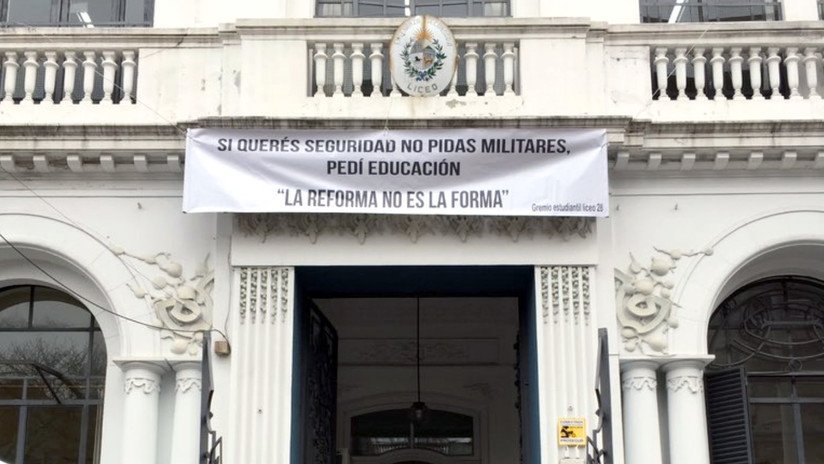 LICEO
SI QUERÉS SEGURIDAD NO PIDAS MILITARES,
PEDÍ EDUCACIÓN
“LA REFORMA NO ES LA FORMA”
Gremio estudiantil liceo 28